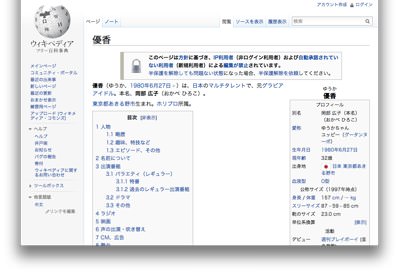 アカウント作成 ログイン
ページ ノート 閲覧 ソースを表示 履歴表示 検索
ウィキペディア
フリー百科事典
優香
このページは方針に基づき、IP利用者(非ログイン利用者)および自動承認されていない利用者(新規利用者)による編集が禁止されています。
半保護を解除しても問題ない状態になった場合、半保護解除を依頼してください。
メインページ
コミュニティ・ポータル
最近の出来事
新しいページ
最近の更新
おまかせ表示
練習用ページ
アップロード (ウィキメディア・コモンズ)
ヘルプ
ヘルプ
井戸端
お知らせ
バグの報告
寄付
ウィキペディアに関するお問い合わせ
ツールボックス
他言語版
中文
リンクを編集
優香(ゆうか、1980年6月27日 - )は、日本のマルチタレントで、元グラビアアイドル。本名、岡部 広子(おかべ ひろこ)。
東京都あきる野市生まれ。ホリプロ所属。
目次 [非表示]
1 人物
1.1 略歴
1.2 趣味、特技など
1.3 エピソード、その他
2 名前について
3 出演番組
3.1 バラエティ(レギュラー)
3.1.1 特番
3.1.2 過去のレギュラー出演番組
3.2 ドラマ
3.3 その他
4 ラジオ
5 映画
6 声の出演・吹き替え
7 CM、広告
8 舞台
ゆうか
優香
プロフィール
別名 岡部 広子(本名)
(おかべ ひろこ)
愛称 ゆうかちゃん
生年月日 1980年6月27日
現年齢 32歳
出身地 日本 東京都あきる野市
血液型 O型
公称サイズ(1997年時点)
身長 / 体重 157 cm / ― kg
スリーサイズ 87 - 59 - 85 cm
靴のサイズ 23.0 cm
単位系換算 [表示]
活動
デビュー 週刊プレイボーイ